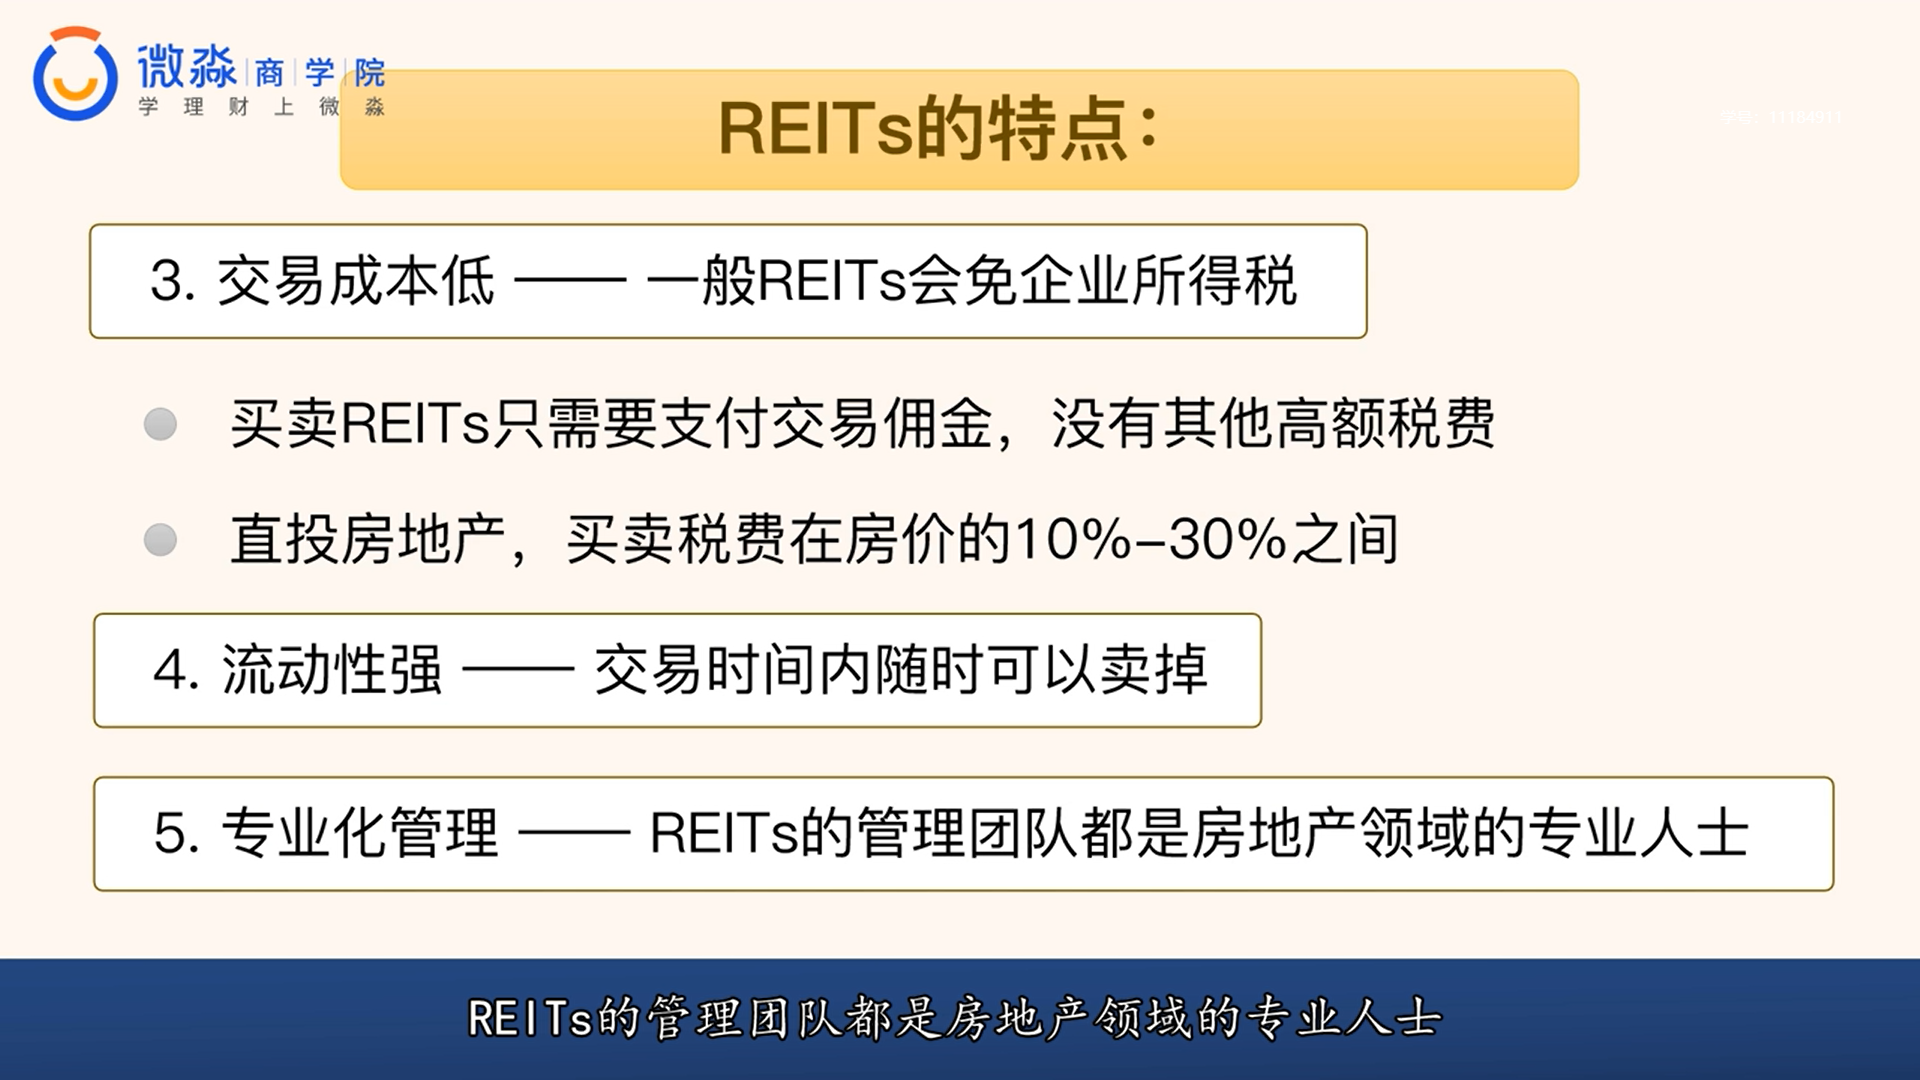 微淼商学院
学理财上微淼
REITs的特点：
学号：11184911
3. 交易成本低 —— 一般REITs会免企业所得税
买卖REITs只需要支付交易佣金，没有其他高额税费
直投房地产，买卖税费在房价的10%-30%之间
4. 流动性强 —— 交易时间内随时可以卖掉
5. 专业化管理 —— REITs的管理团队都是房地产领域的专业人士
REITs的管理团队都是房地产领域的专业人士